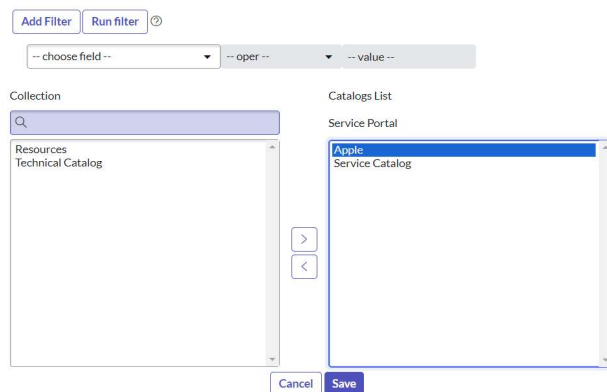 Add Filter Run filter ?
-- choose field -- -- oper -- -- value --
Collection
Catalogs List
Service Portal
Resources
Technical Catalog
Apple
Service Catalog
>
<
Cancel Save